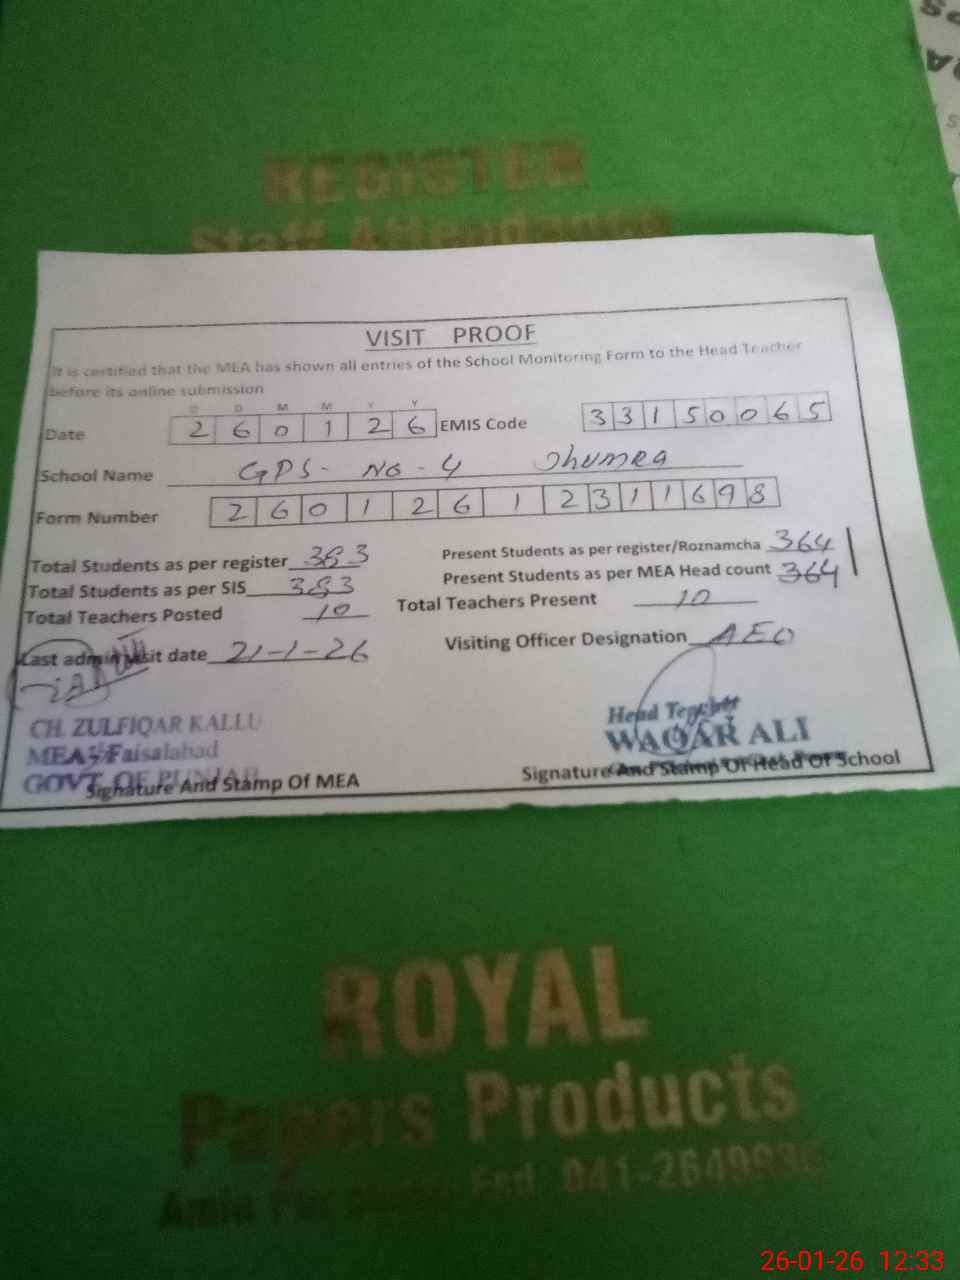 REGISTER
Staff Attendance
VISIT PROOF
It is certified that the MEA has shown all entries of the School Monitoring Form to the Head Teacher
before its online submission
D D M M Y Y
Date 2 6 0 1 2 6 EMIS Code 3 3 1 5 0 0 6 5
School Name GPS - No - 4 Jhumra
Form Number 2 6 0 1 2 6 1 2 3 1 1 6 9 8
Total Students as per register 383 Present Students as per register/Roznamcha 364
Total Students as per SIS 383 Present Students as per MEA Head count 364
Total Teachers Posted 10 Total Teachers Present 10
Last admin visit date 21-1-26 Visiting Officer Designation AEO
CH. ZULFIQAR KALLU
MEA Faisalabad
GOVT. OF PUNJAB
Signature And Stamp Of MEA
Head Teacher
WAQAR ALI
Signature And Stamp Of Head Of School
ROYAL
Papers Products
Amin Pur
26-01-26 12:33